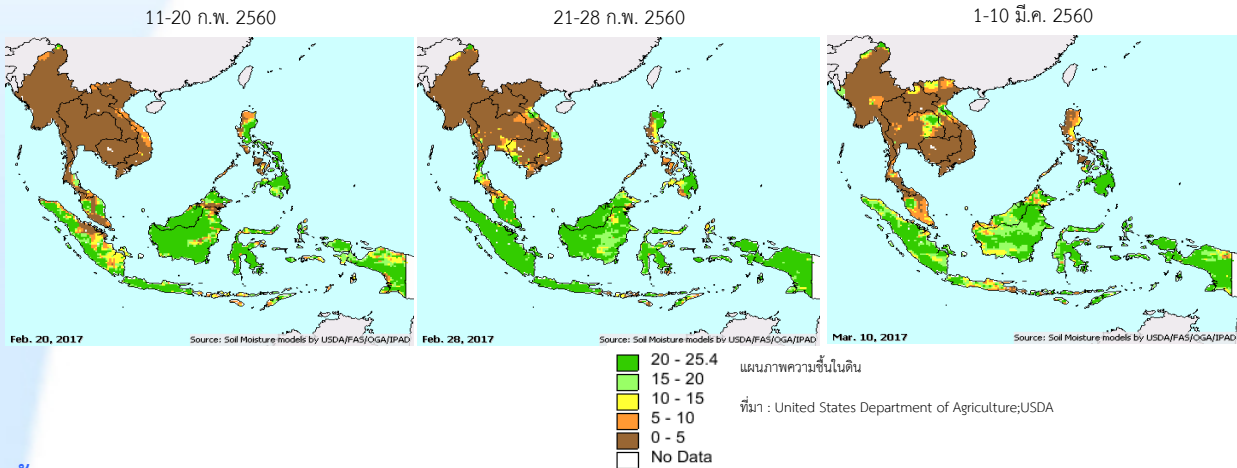 11-20 ก.พ. 2560
21-28 ก.พ. 2560
1-10 มี.ค. 2560
Feb. 20, 2017
Source: Soil Moisture models by USDA/FAS/OGA/IPAD
Feb. 28, 2017
Source: Soil Moisture models by USDA/FAS/OGA/IPAD
Mar. 10, 2017
Source: Soil Moisture models by USDA/FAS/OGA/IPAD
20 - 25.4
15 - 20
10 - 15
5 - 10
0 - 5
No Data
แผนภาพความชื้นในดิน
ที่มา : United States Department of Agriculture;USDA